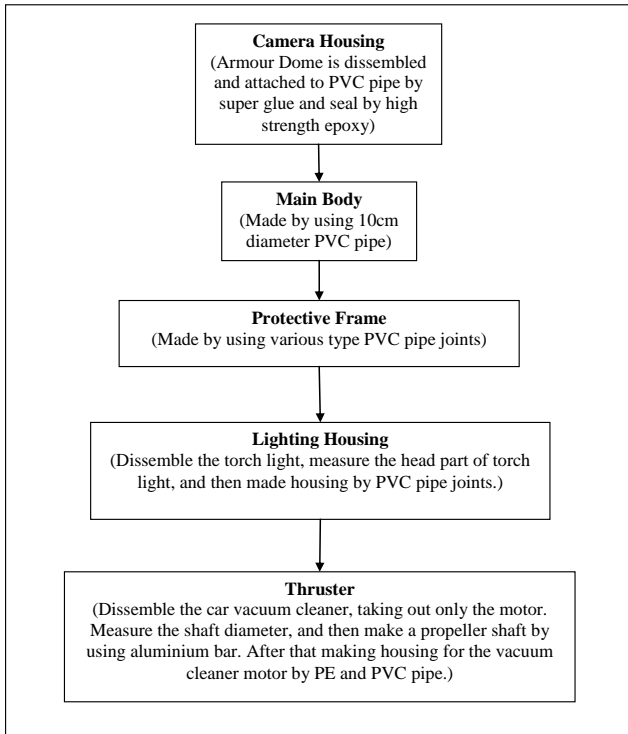 Camera Housing
(Armour Dome is dissembled
and attached to PVC pipe by
super glue and seal by high
strength epoxy)
Main Body
(Made by using 10cm
diameter PVC pipe)
Protective Frame
(Made by using various type PVC pipe joints)
Lighting Housing
(Dissemble the torch light, measure the head part of torch
light, and then made housing by PVC pipe joints.)
Thruster
(Dissemble the car vacuum cleaner, taking out only the motor.
Measure the shaft diameter, and then make a propeller shaft by
using aluminium bar. After that making housing for the vacuum
cleaner motor by PE and PVC pipe.)